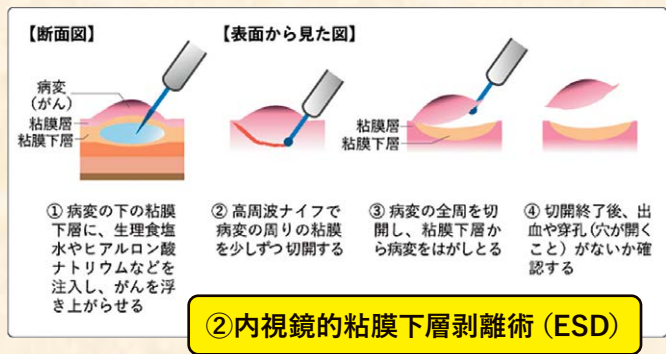 【断面図】
【表面から見た図】
病変
(がん)
粘膜層
粘膜下層
粘膜層
粘膜下層
① 病変の下の粘膜
下層に、生理食塩
水やヒアルロン酸
ナトリウムなどを
注入し、がんを浮
き上がらせる
② 高周波ナイフで
病変の周りの粘膜
を少しずつ切開する
③ 病変の全周を切
開し、粘膜下層か
ら病変をはがしとる
④ 切開終了後、出
血や穿孔(穴が開く
こと）がないか確
認する
②内視鏡的粘膜下層剥離術（ESD）